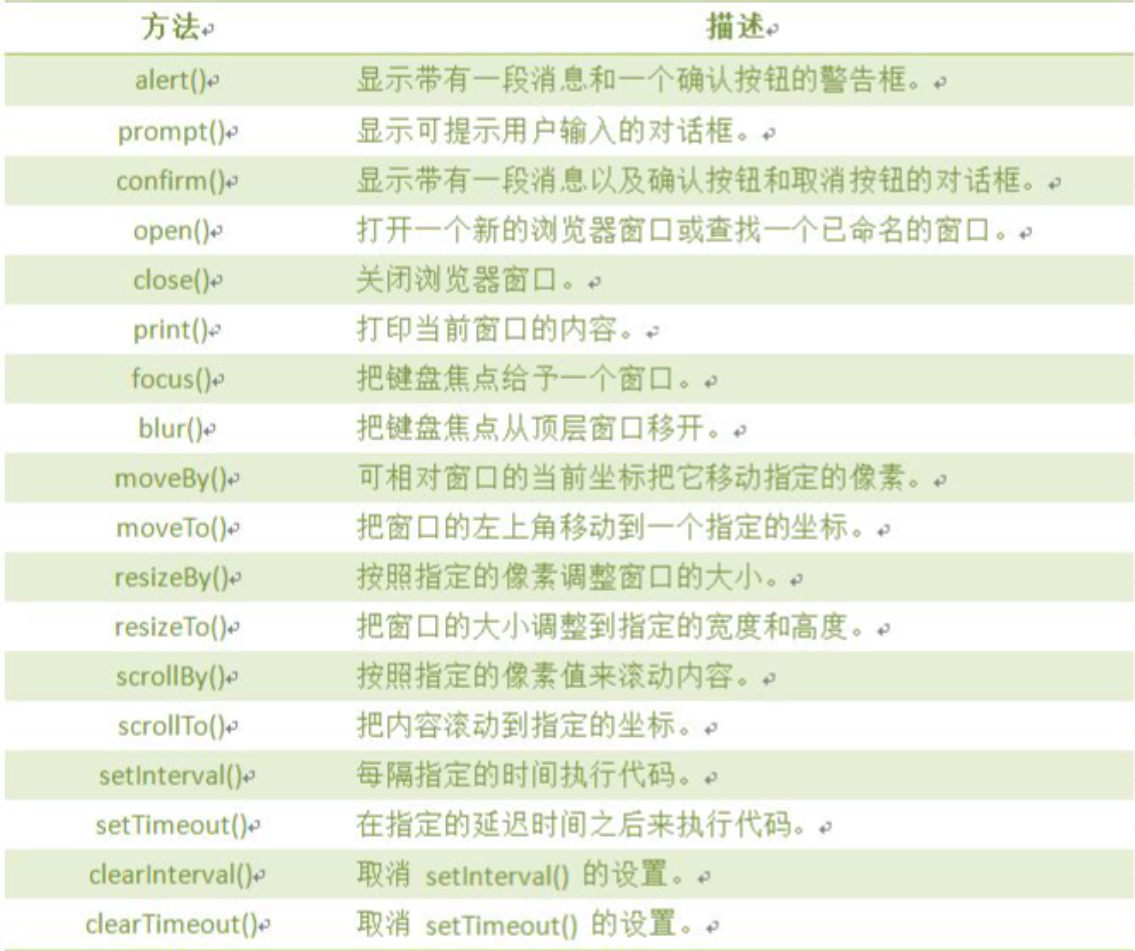 方法 描述
alert() 显示带有一段消息和一个确认按钮的警告框。
prompt() 显示可提示用户输入的对话框。
confirm() 显示带有一段消息以及确认按钮和取消按钮的对话框。
open() 打开一个新的浏览器窗口或查找一个已命名的窗口。
close() 关闭浏览器窗口。
print() 打印当前窗口的内容。
focus() 把键盘焦点给予一个窗口。
blur() 把键盘焦点从顶层窗口移开。
moveBy() 可相对窗口的当前坐标把它移动指定的像素。
moveTo() 把窗口的左上角移动到一个指定的坐标。
resizeBy() 按照指定的像素调整窗口的大小。
resizeTo() 把窗口的大小调整到指定的宽度和高度。
scrollBy() 按照指定的像素值来滚动内容。
scrollTo() 把内容滚动到指定的坐标。
setInterval() 每隔指定的时间执行代码。
setTimeout() 在指定的延迟时间之后来执行代码。
clearInterval() 取消 setInterval() 的设置。
clearTimeout() 取消 setTimeout() 的设置。